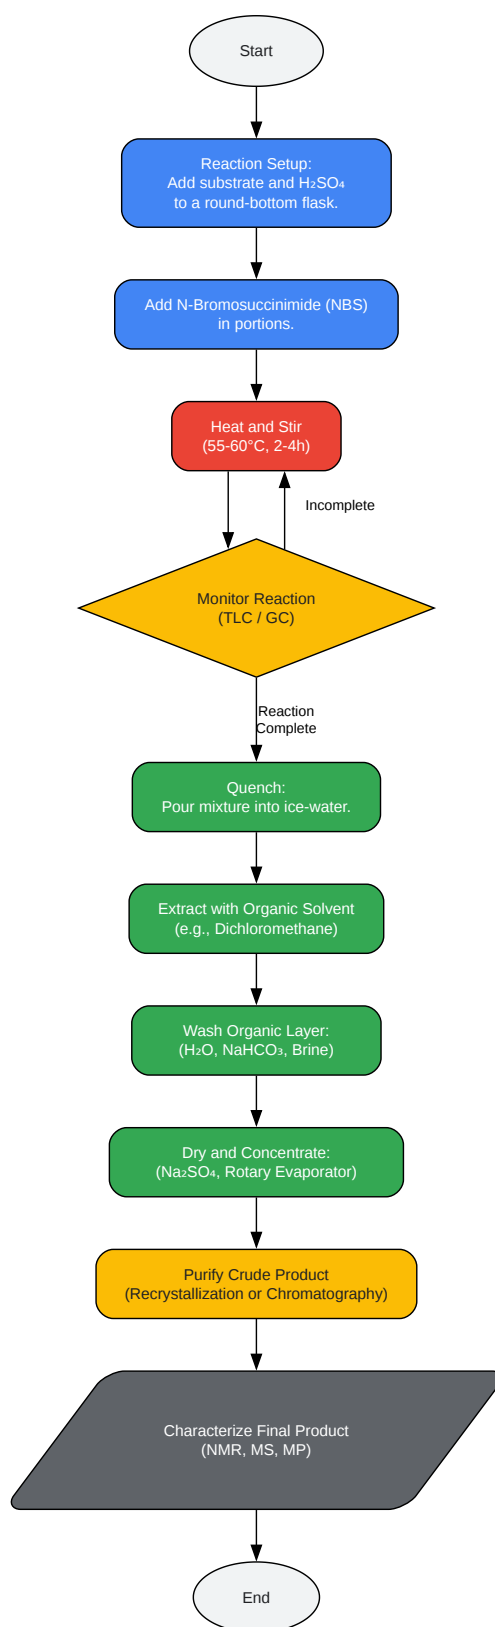 Start
Reaction Setup:
Add substrate and H₂SO₄
to a round-bottom flask.
Add N-Bromosuccinimide (NBS)
in portions.
Heat and Stir
(55-60°C, 2-4h)
Incomplete
Monitor Reaction
(TLC / GC)
Reaction
Complete
Quench:
Pour mixture into ice-water.
Extract with Organic Solvent
(e.g., Dichloromethane)
Wash Organic Layer:
(H₂O, NaHCO₃, Brine)
Dry and Concentrate:
(Na₂SO₄, Rotary Evaporator)
Purify Crude Product
(Recrystallization or Chromatography)
Characterize Final Product
(NMR, MS, MP)
End